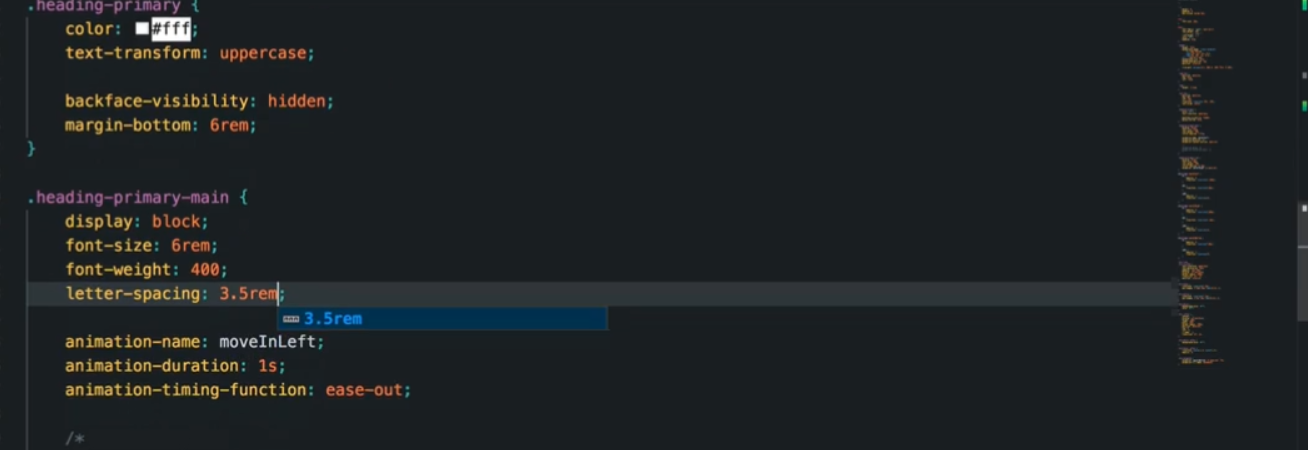 .heading-primary {
color: #fff;
text-transform: uppercase;
backface-visibility: hidden;
margin-bottom: 6rem;
}
.heading-primary-main {
display: block;
font-size: 6rem;
font-weight: 400;
letter-spacing: 3.5rem;
3.5rem
animation-name: moveInLeft;
animation-duration: 1s;
animation-timing-function: ease-out;
/*